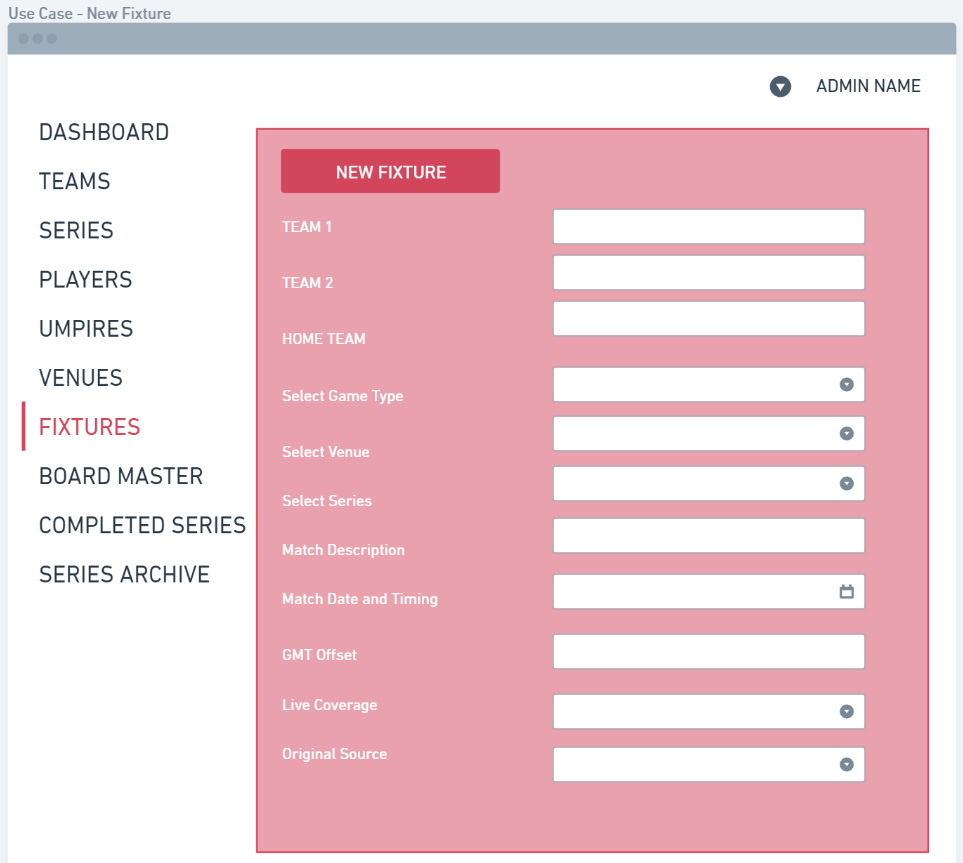 Use Case - New Fixture
ADMIN NAME
DASHBOARD
TEAMS
SERIES
PLAYERS
UMPIRES
VENUES
FIXTURES
BOARD MASTER
COMPLETED SERIES
SERIES ARCHIVE
NEW FIXTURE
TEAM 1
TEAM 2
HOME TEAM
Select Game Type
Select Venue
Select Series
Match Description
Match Date and Timing
GMT Offset
Live Coverage
Original Source